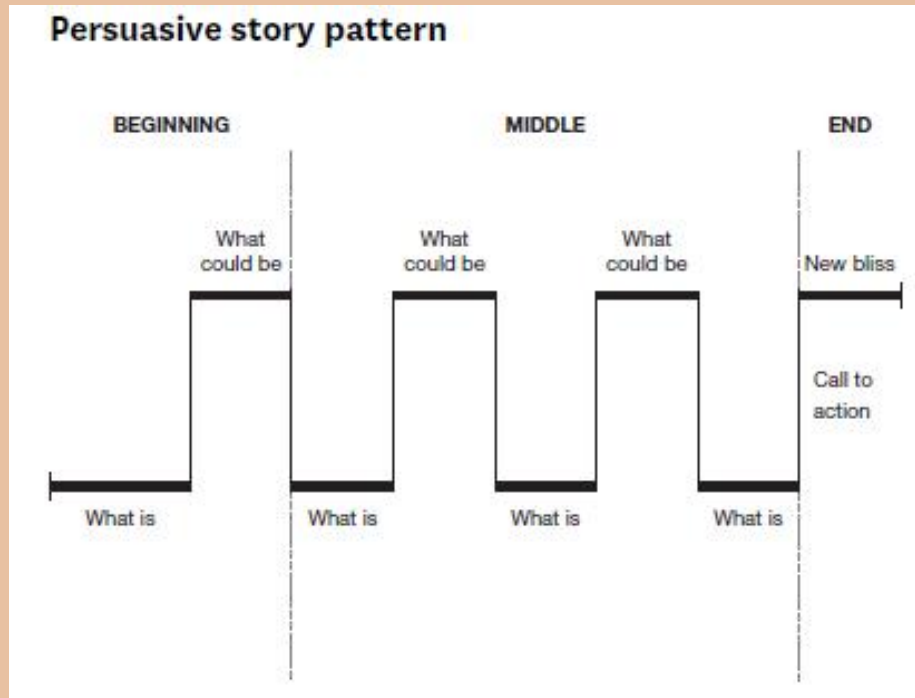 Persuasive story pattern
BEGINNING
MIDDLE
END
What
could be
What
could be
What
could be
New bliss
Call to
action
What is
What is
What is
What is